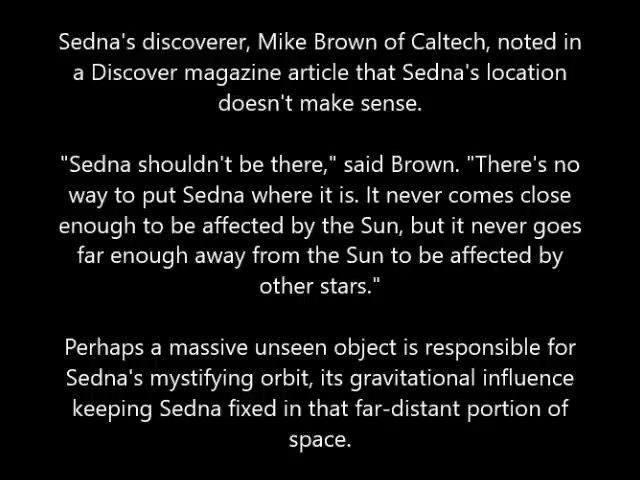 Sedna's discoverer, Mike Brown of Caltech, noted in
a Discover magazine article that Sedna's location
doesn't make sense.
"Sedna shouldn't be there," said Brown. "There's no
way to put Sedna where it is. It never comes close
enough to be affected by the Sun, but it never goes
far enough away from the Sun to be affected by
other stars."
Perhaps a massive unseen object is responsible for
Sedna's mystifying orbit, its gravitational influence
keeping Sedna fixed in that far-distant portion of
space.